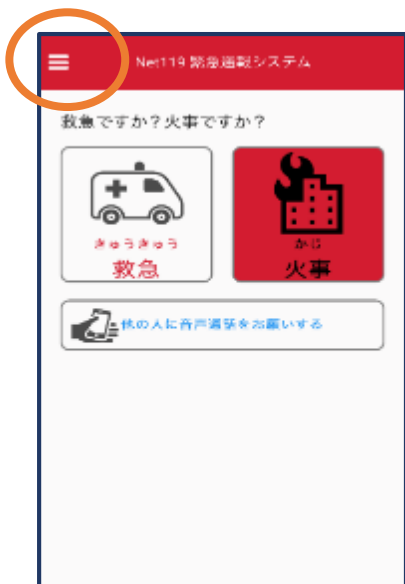 Net119 緊急通報システム
救急ですか？火事ですか？
きゅうきゅう
救急
かじ
火事
他の人に音声通話をお願いする